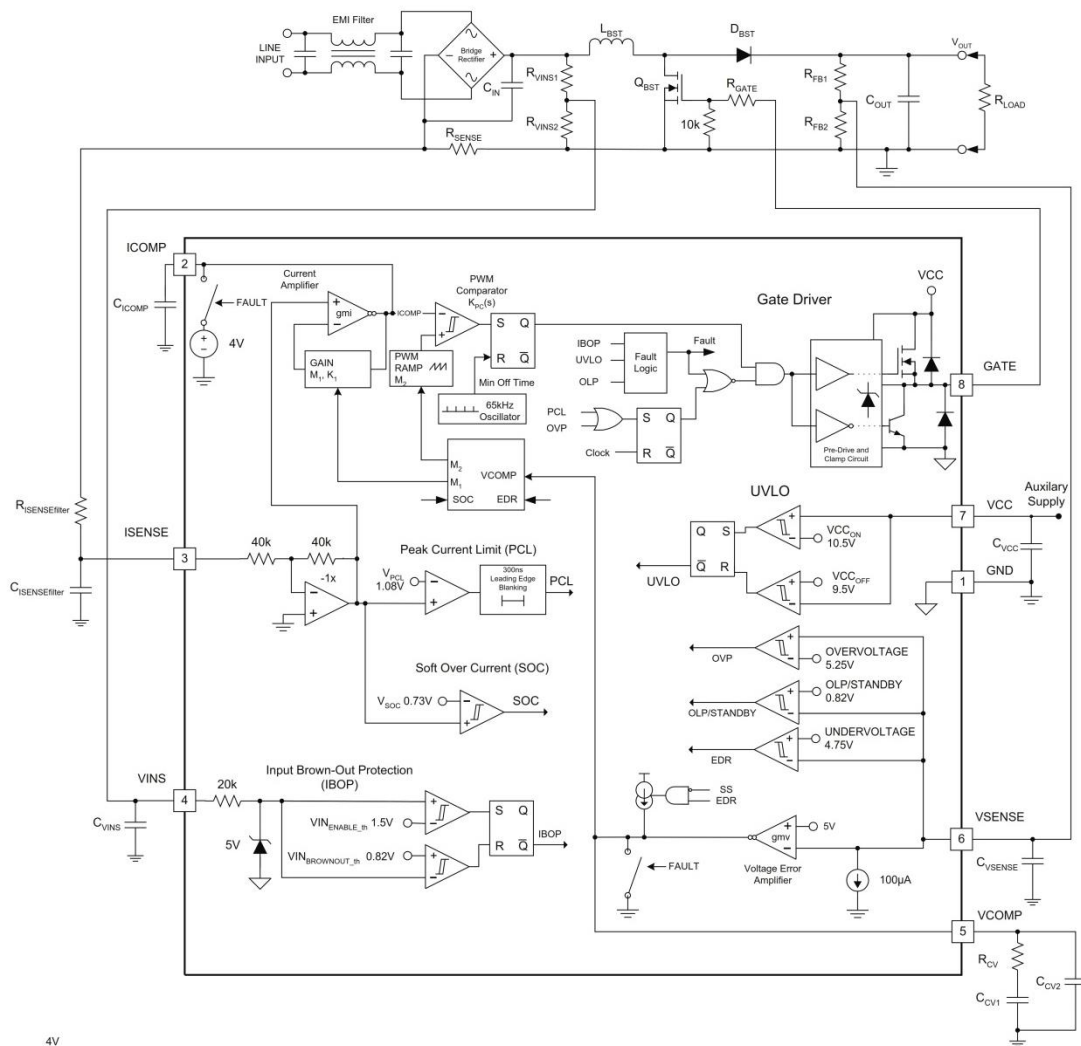 EMI Filter
LINE
INPUT
Bridge
Rectifier
C_IN
R_VINS1
R_VINS2
R_SENSE
L_BST
Q_BST
D_BST
R_GATE
10k
R_FB1
R_FB2
C_OUT
V_OUT
R_LOAD
ICOMP
2
C_ICOMP
FAULT
4V
Current
Amplifier
gmi
ICOMP
GAIN
M₁, K₁
PWM
Comparator
K_PC(s)
PWM
RAMP
M₂
S Q
R Q̅
Min Off Time
65kHz
Oscillator
M₂
M₁
VCOMP
SOC EDR
IBOP
UVLO
OLP
Fault
Logic
Fault
PCL
OVP
Clock
S Q
R Q̅
Gate Driver
VCC
Pre-Drive and
Clamp Circuit
8
GATE
R_ISENSEfilter
ISENSE
3
C_ISENSEfilter
40k
40k
-1x
Peak Current Limit (PCL)
V_PCL
1.08V
300ns
Leading Edge
Blanking
PCL
Soft Over Current (SOC)
V_SOC 0.73V
SOC
UVLO
Q S
Q̅ R
UVLO
VCC_ON
10.5V
VCC_OFF
9.5V
7
VCC
Auxilary
Supply
C_VCC
1
GND
OVP
OVERVOLTAGE
5.25V
OLP/STANDBY
OLP/STANDBY
0.82V
EDR
UNDERVOLTAGE
4.75V
VINS
4
C_VINS
20k
5V
Input Brown-Out Protection
(IBOP)
VIN_ENABLE_th 1.5V
VIN_BROWNOUT_th 0.82V
S Q
R Q̅
IBOP
SS
EDR
FAULT
gmv
5V
Voltage Error
Amplifier
100µA
6
VSENSE
C_VSENSE
5
VCOMP
R_CV
C_CV1
C_CV2
4V